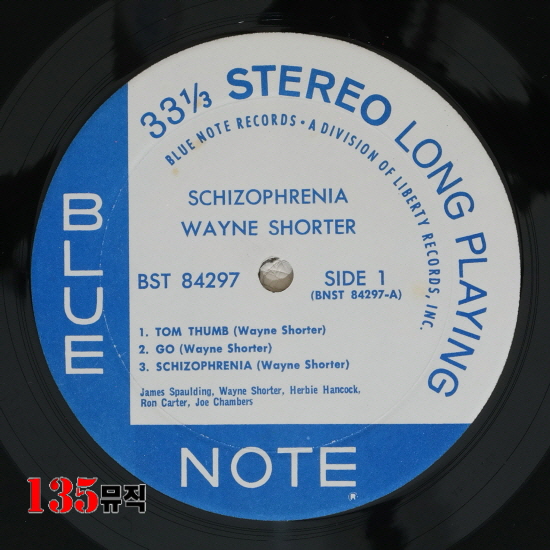 33⅓ STEREO LONG PLAYING
BLUE NOTE RECORDS • A DIVISION OF LIBERTY RECORDS, INC.
SCHIZOPHRENIA
WAYNE SHORTER
BST 84297
SIDE 1
(BNST 84297-A)
1. TOM THUMB (Wayne Shorter)
2. GO (Wayne Shorter)
3. SCHIZOPHRENIA (Wayne Shorter)
James Spaulding, Wayne Shorter, Herbie Hancock,
Ron Carter, Joe Chambers
BLUE
NOTE
®
135뮤직